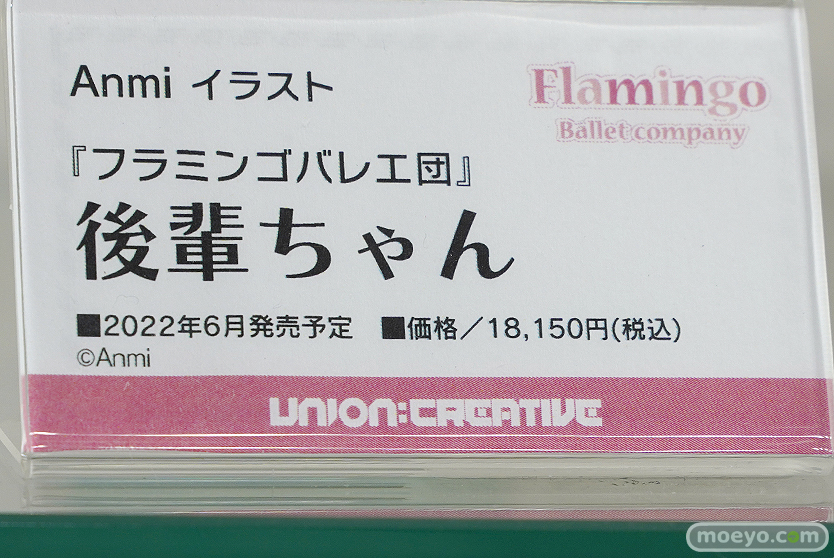 Anmi イラスト
Flamingo
Ballet company
『フラミンゴバレエ団』
後輩ちゃん
■2022年6月発売予定 ■価格／18,150円(税込)
©Anmi
UNION:CREATIVE
moeyo.com